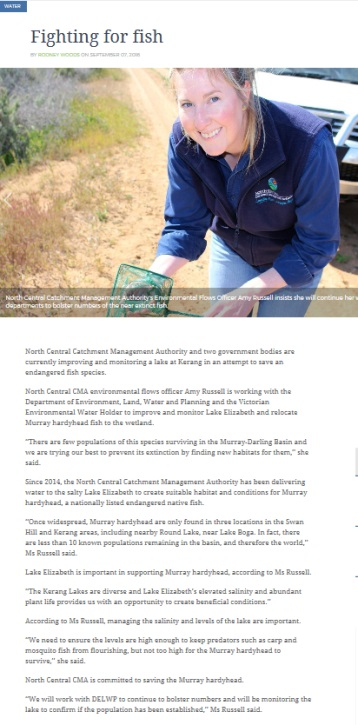 WATER
Fighting for fish
BY RODNEY WOODS ON SEPTEMBER 07, 2018
North Central Catchment Management Authority's Environmental Flows Officer Amy Russell insists she will continue her
departments to bolster numbers of the near extinct fish.
North Central Catchment Management Authority and two government bodies are
currently improving and monitoring a lake at Kerang in an attempt to save an
endangered fish species.
North Central CMA environmental flows officer Amy Russell is working with the
Department of Environment, Land, Water and Planning and the Victorian
Environmental Water Holder to improve and monitor Lake Elizabeth and relocate
Murray hardyhead fish to the wetland.
"There are few populations of this species surviving in the Murray-Darling Basin and
we are trying our best to prevent its extinction by finding new habitats for them," she
said.
Since 2014, the North Central Catchment Management Authority has been delivering
water to the salty Lake Elizabeth to create suitable habitat and conditions for Murray
hardyhead, a nationally listed endangered native fish.
"Once widespread, Murray hardyhead are only found in three locations in the Swan
Hill and Kerang areas, including nearby Round Lake, near Lake Boga. In fact, there
are less than 10 known populations remaining in the basin, and therefore the world,"
Ms Russell said.
Lake Elizabeth is important in supporting Murray hardyhead, according to Ms Russell.
"The Kerang Lakes are diverse and Lake Elizabeth's elevated salinity and abundant
plant life provides us with an opportunity to create beneficial conditions."
According to Ms Russell, managing the salinity and levels of the lake are important.
"We need to ensure the levels are high enough to keep predators such as carp and
mosquito fish from flourishing, but not too high for the Murray hardyhead to
survive," she said.
North Central CMA is committed to saving the Murray hardyhead.
"We will work with DELWP to continue to bolster numbers and will be monitoring the
lake to confirm if the population has been established," Ms Russell said.